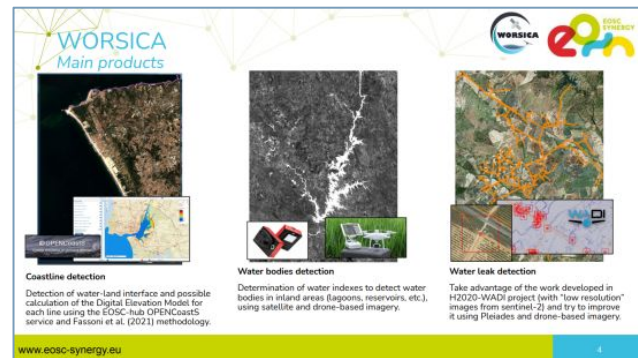 WORSICA
Main products
WORSICA
EOSC
SYNERGY
OPENCoastS
WADI
Coastline detection
Detection of water-land interface and possible
calculation of the Digital Elevation Model for
each line using the EOSC-hub OPENCoastS
service and Fassoni et al. (2021) methodology.
Water bodies detection
Determination of water indexes to detect water
bodies in inland areas (lagoons, reservoirs, etc.),
using satellite and drone-based imagery.
Water leak detection
Take advantage of the work developed in
H2020-WADI project (with "low resolution"
images from sentinel-2) and try to improve
it using Pleiades and drone-based imagery.
www.eosc-synergy.eu
4